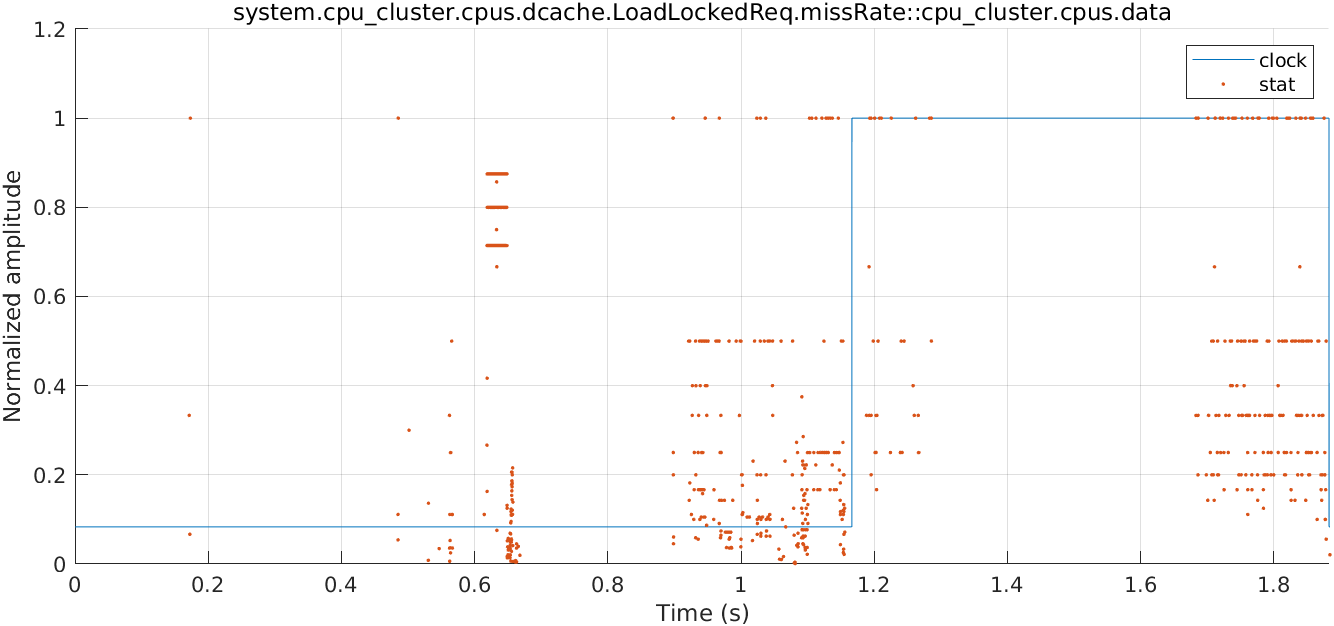 system.cpu_cluster.cpus.dcache.LoadLockedReq.missRate::cpu_cluster.cpus.data
1.2
1
0.8
0.6
0.4
0.2
0
Normalized amplitude
clock
stat
0 0.2 0.4 0.6 0.8 1 1.2 1.4 1.6 1.8
Time (s)